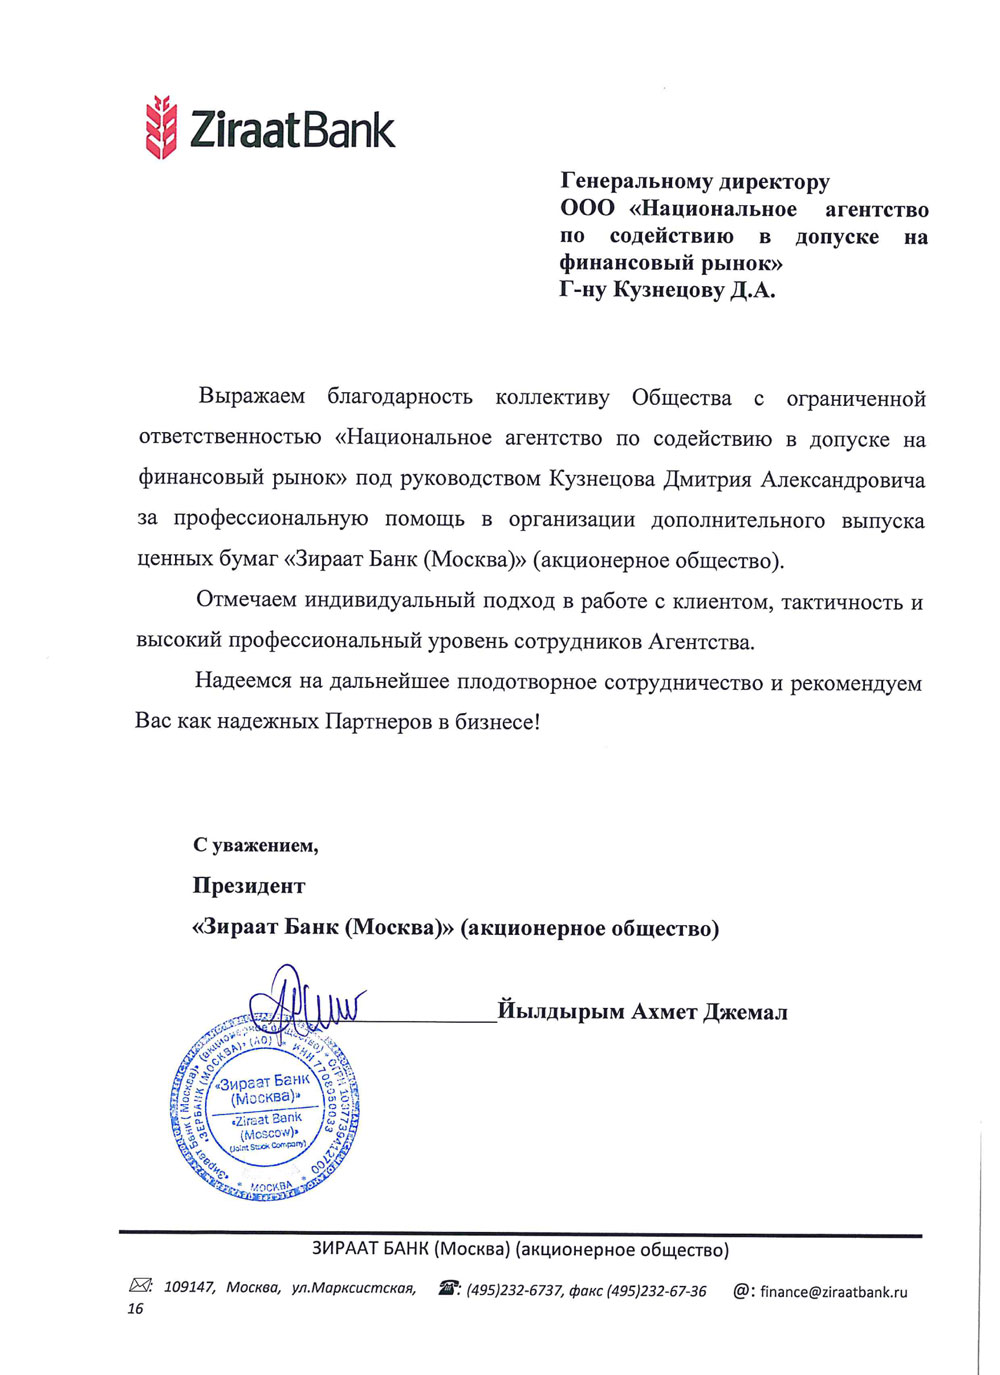 ZiraatBank
Генеральному директору
ООО «Национальное агентство
по содействию в допуске на
финансовый рынок»
Г-ну Кузнецову Д.А.
Выражаем благодарность коллективу Общества с ограниченной
ответственностью «Национальное агентство по содействию в допуске на
финансовый рынок» под руководством Кузнецова Дмитрия Александровича
за профессиональную помощь в организации дополнительного выпуска
ценных бумаг «Зираат Банк (Москва)» (акционерное общество).
Отмечаем индивидуальный подход в работе с клиентом, тактичность и
высокий профессиональный уровень сотрудников Агентства.
Надеемся на дальнейшее плодотворное сотрудничество и рекомендуем
Вас как надежных Партнеров в бизнесе!
С уважением,
Президент
«Зираат Банк (Москва)» (акционерное общество)
Йылдырым Ахмет Джемал
«Зираат Банк (Москва)» (акционерное общество) * ОГРН 1037739412700
ИНН 7708050033
* МОСКВА *
«Зираат Банк
(Москва)»
«Ziraat Bank
(Moscow)»
(Joint Stock Company)
ЗИРААТ БАНК (Москва) (акционерное общество)
: 109147, Москва, ул.Марксистская, : (495)232-6737, факс (495)232-67-36 @: finance@ziraatbank.ru
16